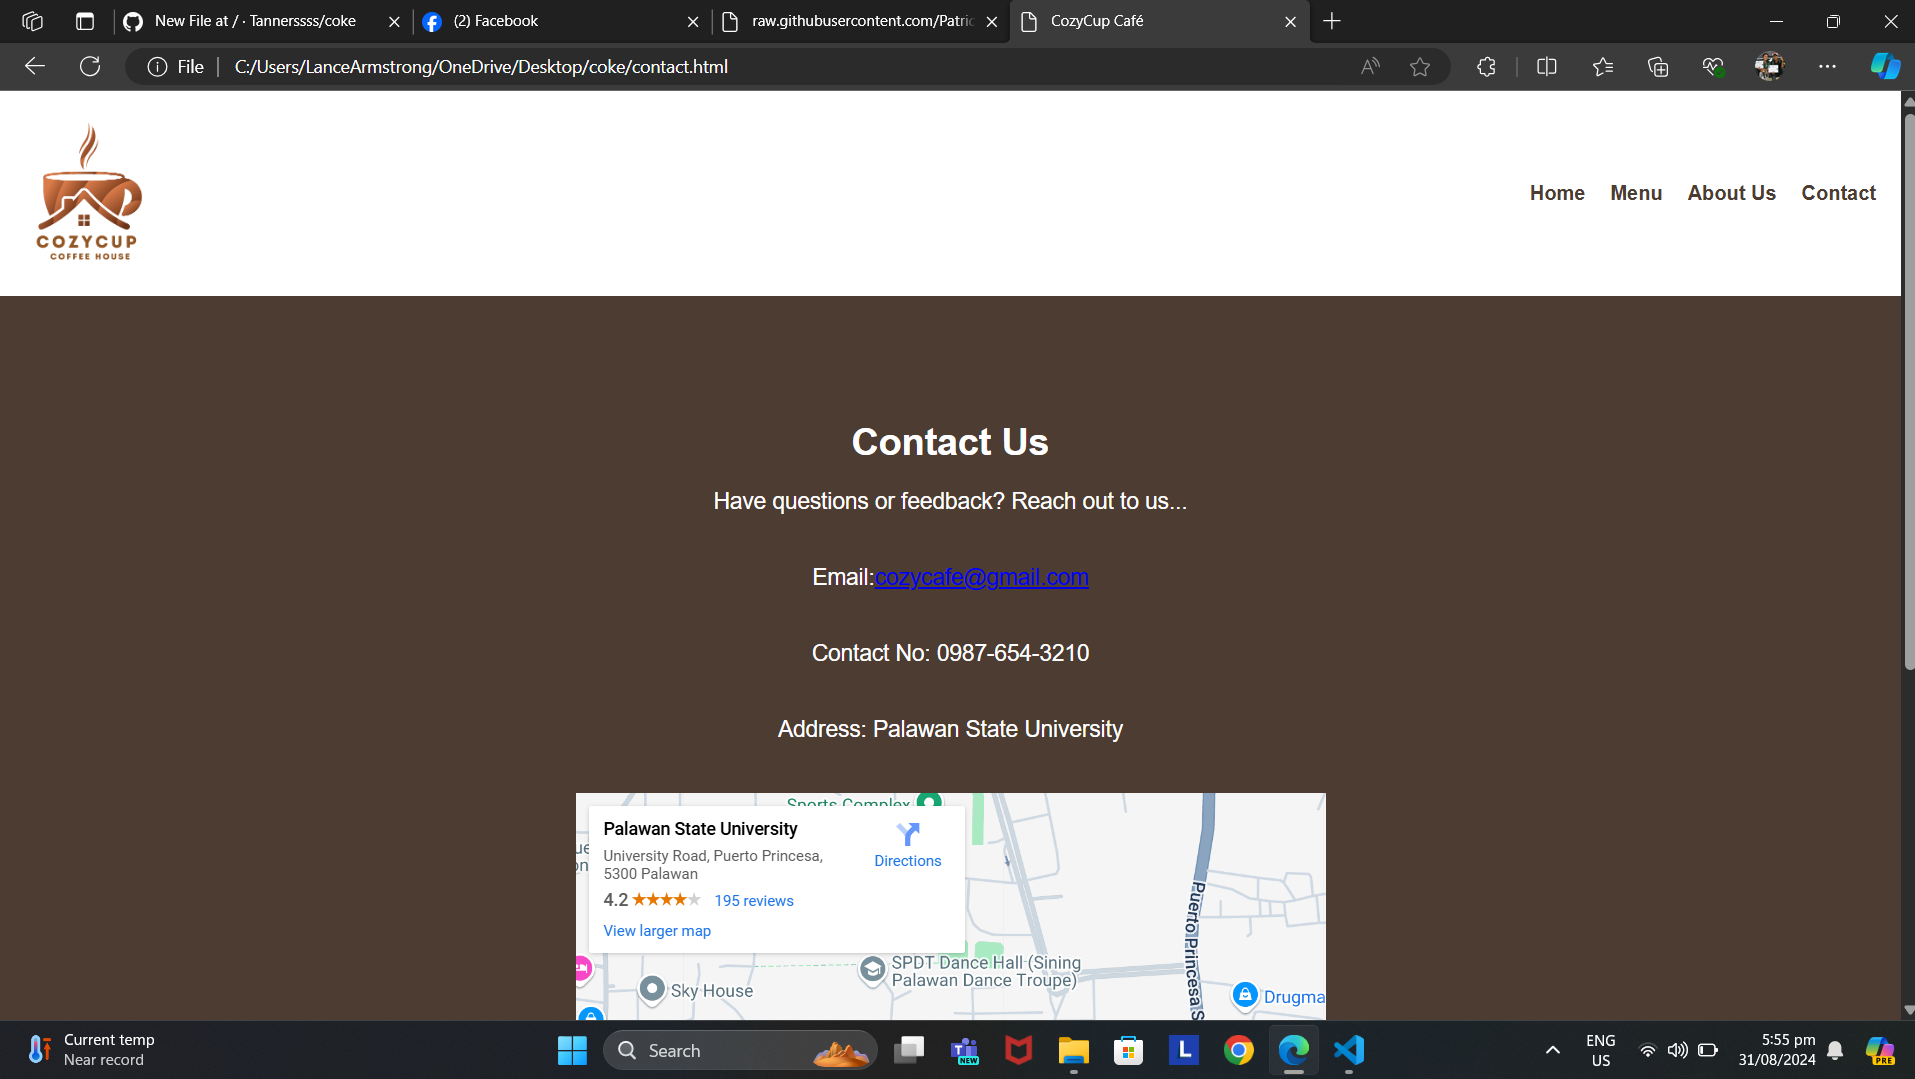 New File at / · Tannerssss/coke
(2) Facebook
raw.githubusercontent.com/Patric
CozyCup Café
File
C:/Users/LanceArmstrong/OneDrive/Desktop/coke/contact.html
COZYCUP
COFFEE HOUSE
Home
Menu
About Us
Contact
Contact Us
Have questions or feedback? Reach out to us...
Email:cozycafe@gmail.com
Contact No: 0987-654-3210
Address: Palawan State University
Sports Complex
Palawan State University
University Road, Puerto Princesa,
5300 Palawan
Directions
4.2
195 reviews
View larger map
SPDT Dance Hall (Sining
Palawan Dance Troupe)
Sky House
Puerto Princesa S
Drugma
Current temp
Near record
Search
NEW
L
ENG
US
5:55 pm
31/08/2024
PRE